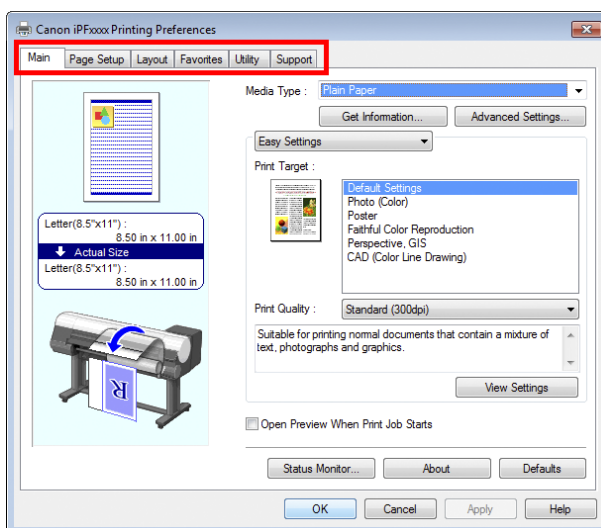 Canon iPFxxxx Printing Preferences
Main Page Setup Layout Favorites Utility Support
Media Type : Plain Paper
Get Information... Advanced Settings...
Easy Settings
Print Target :
Default Settings
Photo (Color)
Poster
Faithful Color Reproduction
Perspective, GIS
CAD (Color Line Drawing)
Letter(8.5"x11") :
8.50 in x 11.00 in
Actual Size
Letter(8.5"x11") :
8.50 in x 11.00 in
Print Quality : Standard (300dpi)
Suitable for printing normal documents that contain a mixture of
text, photographs and graphics.
R
View Settings
Open Preview When Print Job Starts
Status Monitor... About Defaults
OK Cancel Apply Help